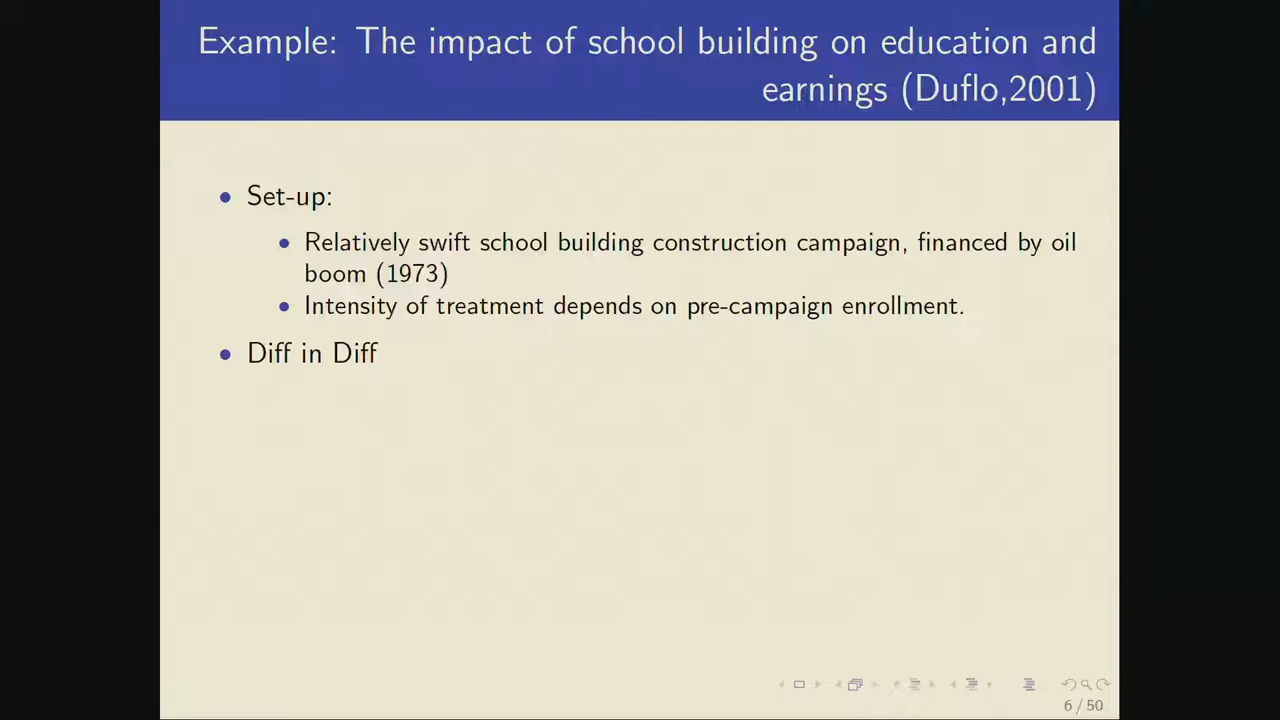 Example: The impact of school building on education and
earnings (Duflo,2001)
• Set-up:
• Relatively swift school building construction campaign, financed by oil
boom (1973)
• Intensity of treatment depends on pre-campaign enrollment.
• Diff in Diff
6 / 50